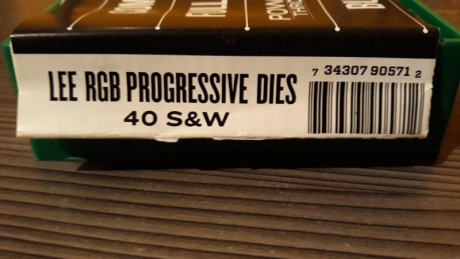 LEE RGB PROGRESSIVE DIES
40 S&W
7 34307 90571 2